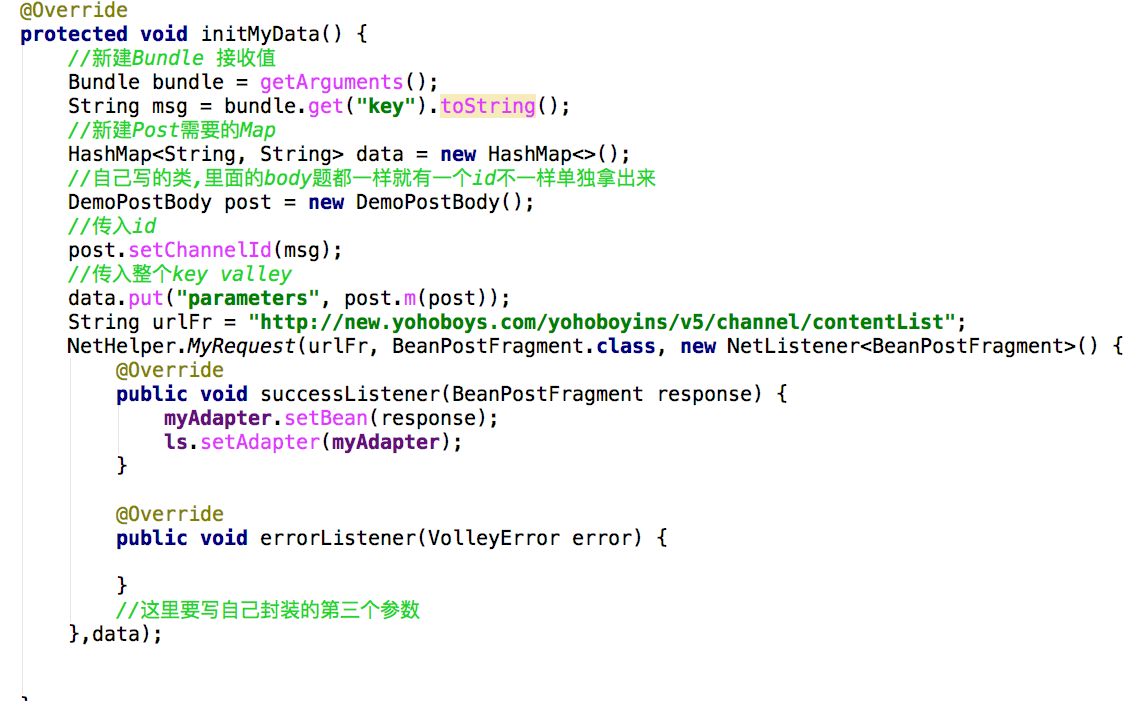 @Override
protected void initMyData() {
//新建Bundle 接收值
Bundle bundle = getArguments();
String msg = bundle.get("key").toString();
//新建Post需要的Map
HashMap<String, String> data = new HashMap<>();
//自己写的类,里面的body题都一样就有一个id不一样单独拿出来
DemoPostBody post = new DemoPostBody();
//传入id
post.setChannelId(msg);
//传入整个key valley
data.put("parameters", post.m(post));
String urlFr = "http://new.yohoboys.com/yohoboyins/v5/channel/contentList";
NetHelper.MyRequest(urlFr, BeanPostFragment.class, new NetListener<BeanPostFragment>() {
@Override
public void successListener(BeanPostFragment response) {
myAdapter.setBean(response);
ls.setAdapter(myAdapter);
}
@Override
public void errorListener(VolleyError error) {
}
//这里要写自己封装的第三个参数
},data);